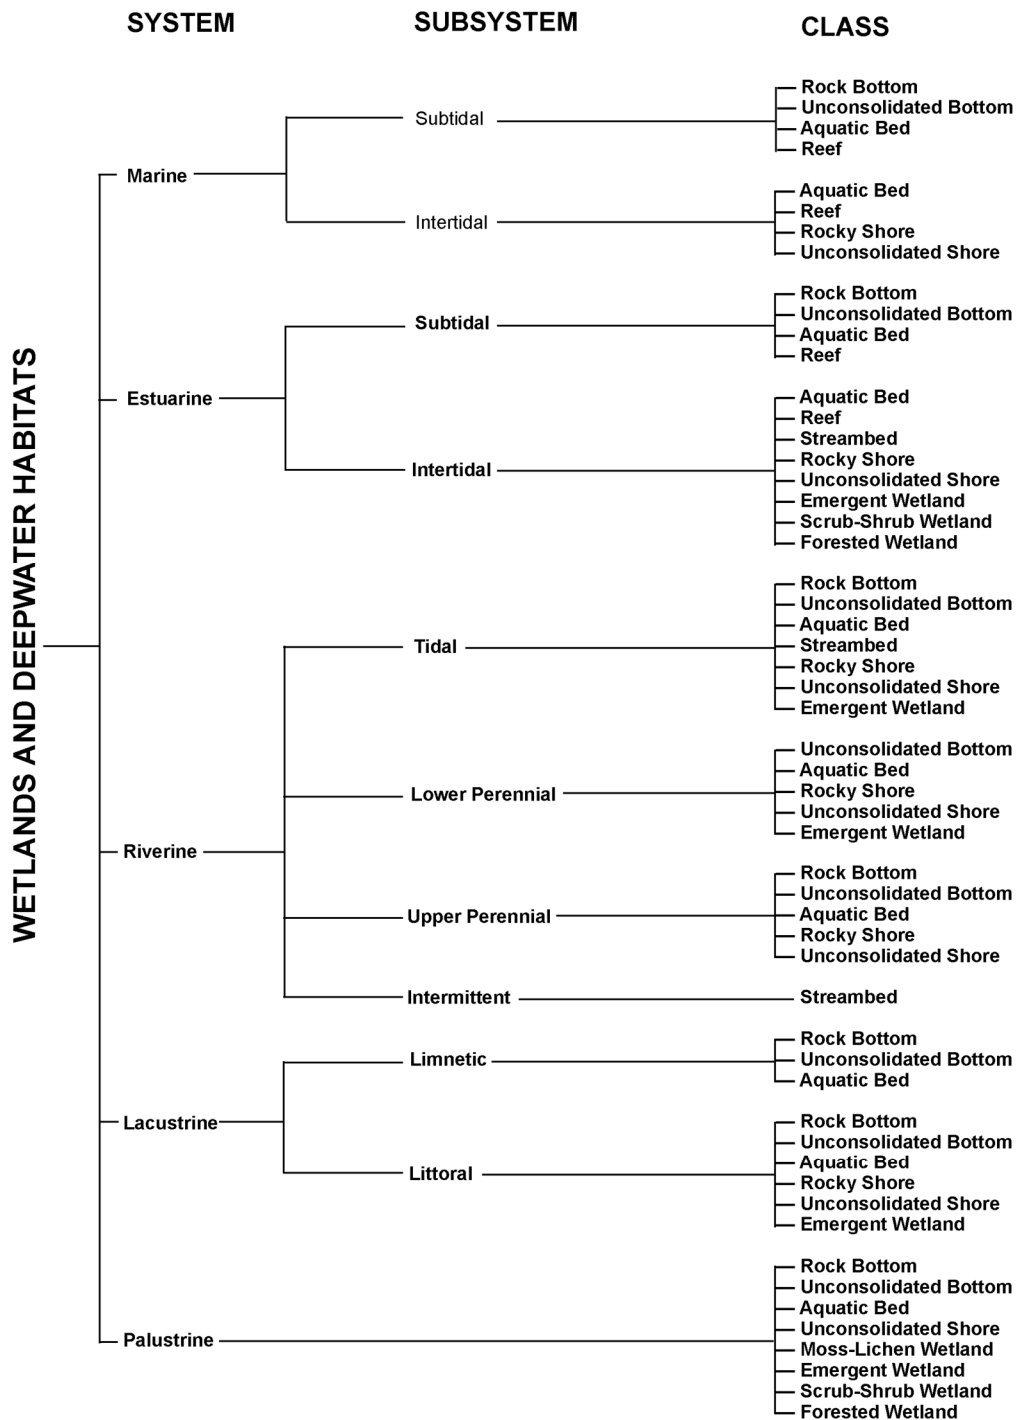 SYSTEM
SUBSYSTEM
CLASS
WETLANDS AND DEEPWATER HABITATS
Marine
Subtidal
Rock Bottom
Unconsolidated Bottom
Aquatic Bed
Reef
Intertidal
Aquatic Bed
Reef
Rocky Shore
Unconsolidated Shore
Estuarine
Subtidal
Rock Bottom
Unconsolidated Bottom
Aquatic Bed
Reef
Intertidal
Aquatic Bed
Reef
Streambed
Rocky Shore
Unconsolidated Shore
Emergent Wetland
Scrub-Shrub Wetland
Forested Wetland
Riverine
Tidal
Rock Bottom
Unconsolidated Bottom
Aquatic Bed
Streambed
Rocky Shore
Unconsolidated Shore
Emergent Wetland
Lower Perennial
Unconsolidated Bottom
Aquatic Bed
Rocky Shore
Unconsolidated Shore
Emergent Wetland
Upper Perennial
Rock Bottom
Unconsolidated Bottom
Aquatic Bed
Rocky Shore
Unconsolidated Shore
Intermittent
Streambed
Lacustrine
Limnetic
Rock Bottom
Unconsolidated Bottom
Aquatic Bed
Littoral
Rock Bottom
Unconsolidated Bottom
Aquatic Bed
Rocky Shore
Unconsolidated Shore
Emergent Wetland
Palustrine
Rock Bottom
Unconsolidated Bottom
Aquatic Bed
Unconsolidated Shore
Moss-Lichen Wetland
Emergent Wetland
Scrub-Shrub Wetland
Forested Wetland